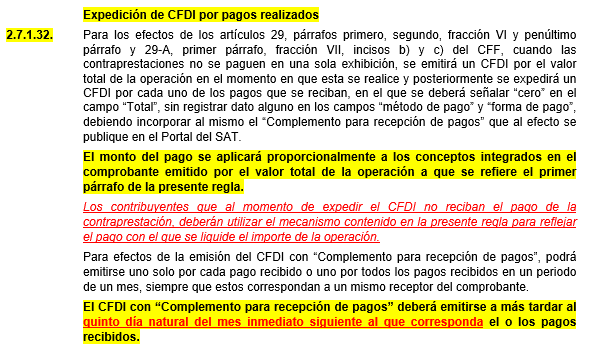 Expedición de CFDI por pagos realizados
2.7.1.32. Para los efectos de los artículos 29, párrafos primero, segundo, fracción VI y penúltimo
párrafo y 29-A, primer párrafo, fracción VII, incisos b) y c) del CFF, cuando las
contraprestaciones no se paguen en una sola exhibición, se emitirá un CFDI por el valor
total de la operación en el momento en que esta se realice y posteriormente se expedirá un
CFDI por cada uno de los pagos que se reciban, en el que se deberá señalar “cero” en el
campo “Total”, sin registrar dato alguno en los campos “método de pago” y “forma de pago”,
debiendo incorporar al mismo el “Complemento para recepción de pagos” que al efecto se
publique en el Portal del SAT.
El monto del pago se aplicará proporcionalmente a los conceptos integrados en el
comprobante emitido por el valor total de la operación a que se refiere el primer
párrafo de la presente regla.
Los contribuyentes que al momento de expedir el CFDI no reciban el pago de la
contraprestación, deberán utilizar el mecanismo contenido en la presente regla para reflejar
el pago con el que se liquide el importe de la operación.
Para efectos de la emisión del CFDI con “Complemento para recepción de pagos”, podrá
emitirse uno solo por cada pago recibido o uno por todos los pagos recibidos en un periodo
de un mes, siempre que estos correspondan a un mismo receptor del comprobante.
El CFDI con “Complemento para recepción de pagos” deberá emitirse a más tardar al
quinto día natural del mes inmediato siguiente al que corresponda el o los pagos
recibidos.